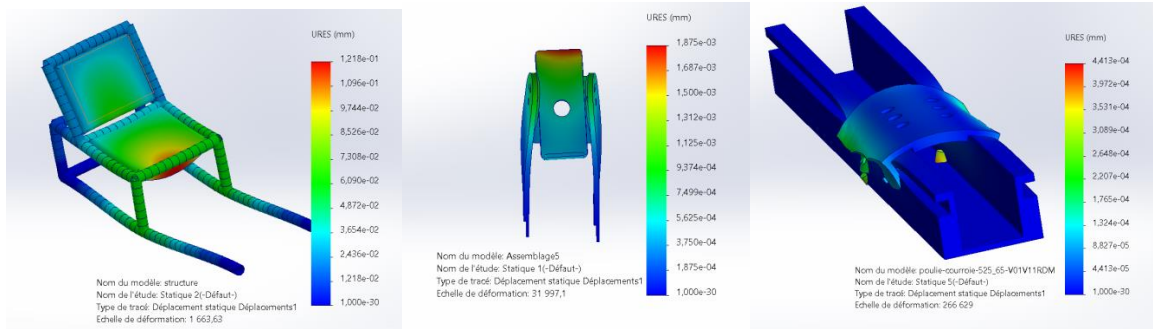 URES (mm)
1,218e-01
1,096e-01
9,744e-02
8,526e-02
7,308e-02
6,090e-02
4,872e-02
3,654e-02
2,436e-02
1,218e-02
1,000e-30
Nom du modèle: structure
Nom de l'étude: Statique 2(-Défaut-)
Type de tracé: Déplacement statique Déplacements1
Echelle de déformation: 1 663,63
URES (mm)
1,875e-03
1,687e-03
1,500e-03
1,312e-03
9,374e-04
7,499e-04
5,625e-04
3,750e-04
1,875e-04
1,000e-30
Nom du modèle: Assemblage5
Nom de l'étude: Statique 1(-Défaut-)
Type de tracé: Déplacement statique Déplacements1
Echelle de déformation: 31 997,1
URES (mm)
4,413e-04
3,972e-04
3,531e-04
3,089e-04
2,648e-04
2,207e-04
1,765e-04
1,324e-04
8,827e-05
4,413e-05
1,000e-30
Nom du modèle: poulie-courroie-525_65-V01V11RDM
Nom de l'étude: Statique 5(-Défaut-)
Type de tracé: Déplacement statique Déplacements1
Echelle de déformation: 266 629